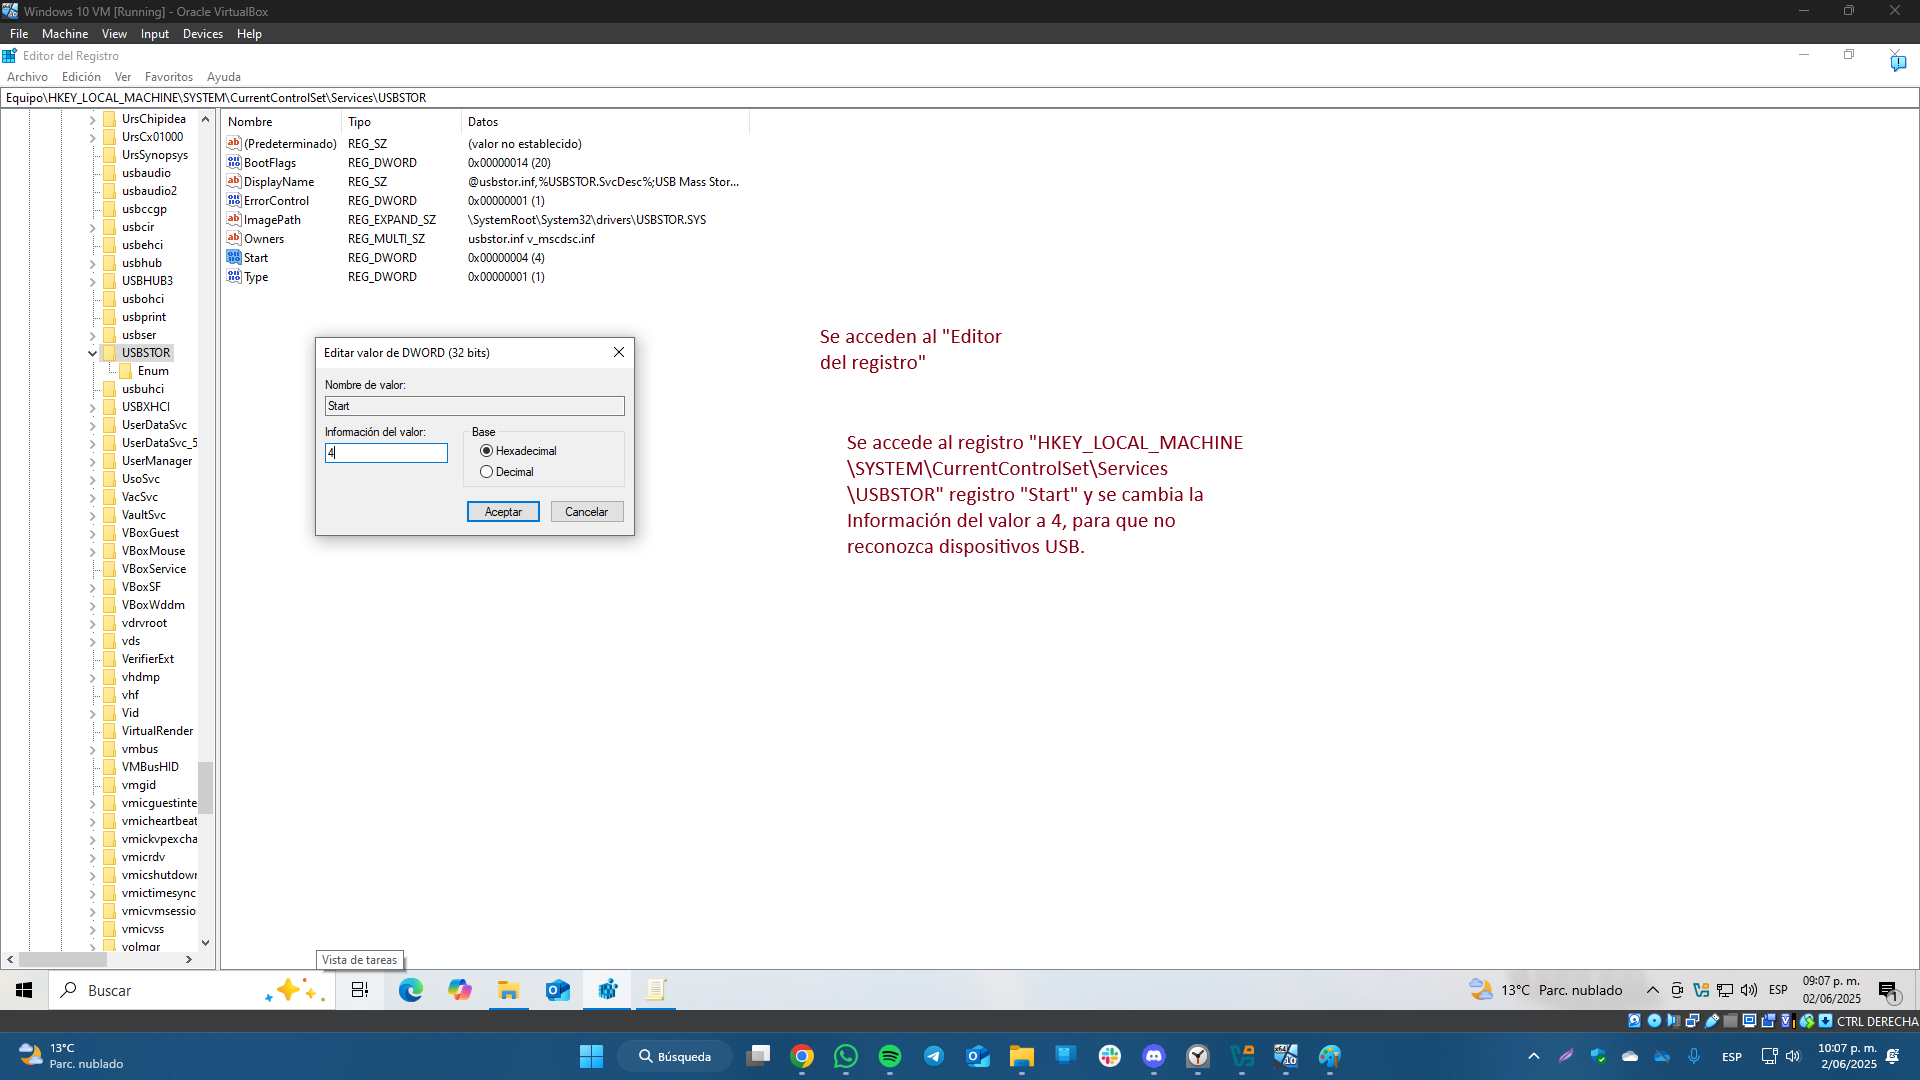 Windows 10 VM [Running] - Oracle VirtualBox
File Machine View Input Devices Help
Editor del Registro
Archivo Edición Ver Favoritos Ayuda
Equipo\HKEY_LOCAL_MACHINE\SYSTEM\CurrentControlSet\Services\USBSTOR
UrsChipidea
UrsCx01000
UrsSynopsys
usbaudio
usbaudio2
usbccgp
usbcir
usbehci
usbhub
USBHUB3
usbohci
usbprint
usbser
USBSTOR
Enum
usbuhci
USBXHCI
UserDataSvc
UserDataSvc_5
UserManager
UsoSvc
VacSvc
VaultSvc
VBoxGuest
VBoxMouse
VBoxService
VBoxSF
VBoxWddm
vdrvroot
vds
VerifierExt
vhdmp
vhf
Vid
VirtualRender
vmbus
VMBusHID
vmgid
vmicguestinte
vmicheartbeat
vmickvpexcha
vmicrdv
vmicshutdown
vmictimesync
vmicvmsessio
vmicvss
volmgr
Nombre Tipo Datos
(Predeterminado) REG_SZ (valor no establecido)
BootFlags REG_DWORD 0x00000014 (20)
DisplayName REG_SZ @usbstor.inf,%USBSTOR.SvcDesc%;USB Mass Stor...
ErrorControl REG_DWORD 0x00000001 (1)
ImagePath REG_EXPAND_SZ \SystemRoot\System32\drivers\USBSTOR.SYS
Owners REG_MULTI_SZ usbstor.inf v_mscdsc.inf
Start REG_DWORD 0x00000004 (4)
Type REG_DWORD 0x00000001 (1)
Editar valor de DWORD (32 bits)
Nombre de valor:
Start
Información del valor:
4
Base
Hexadecimal
Decimal
Aceptar Cancelar
Se acceden al "Editor
del registro"
Se accede al registro "HKEY_LOCAL_MACHINE
\SYSTEM\CurrentControlSet\Services
\USBSTOR" registro "Start" y se cambia la
Información del valor a 4, para que no
reconozca dispositivos USB.
Vista de tareas
Buscar
13°C Parc. nublado
ESP
09:07 p. m.
02/06/2025
1
CTRL DERECHA
13°C
Parc. nublado
Búsqueda
ESP
10:07 p. m.
2/06/2025